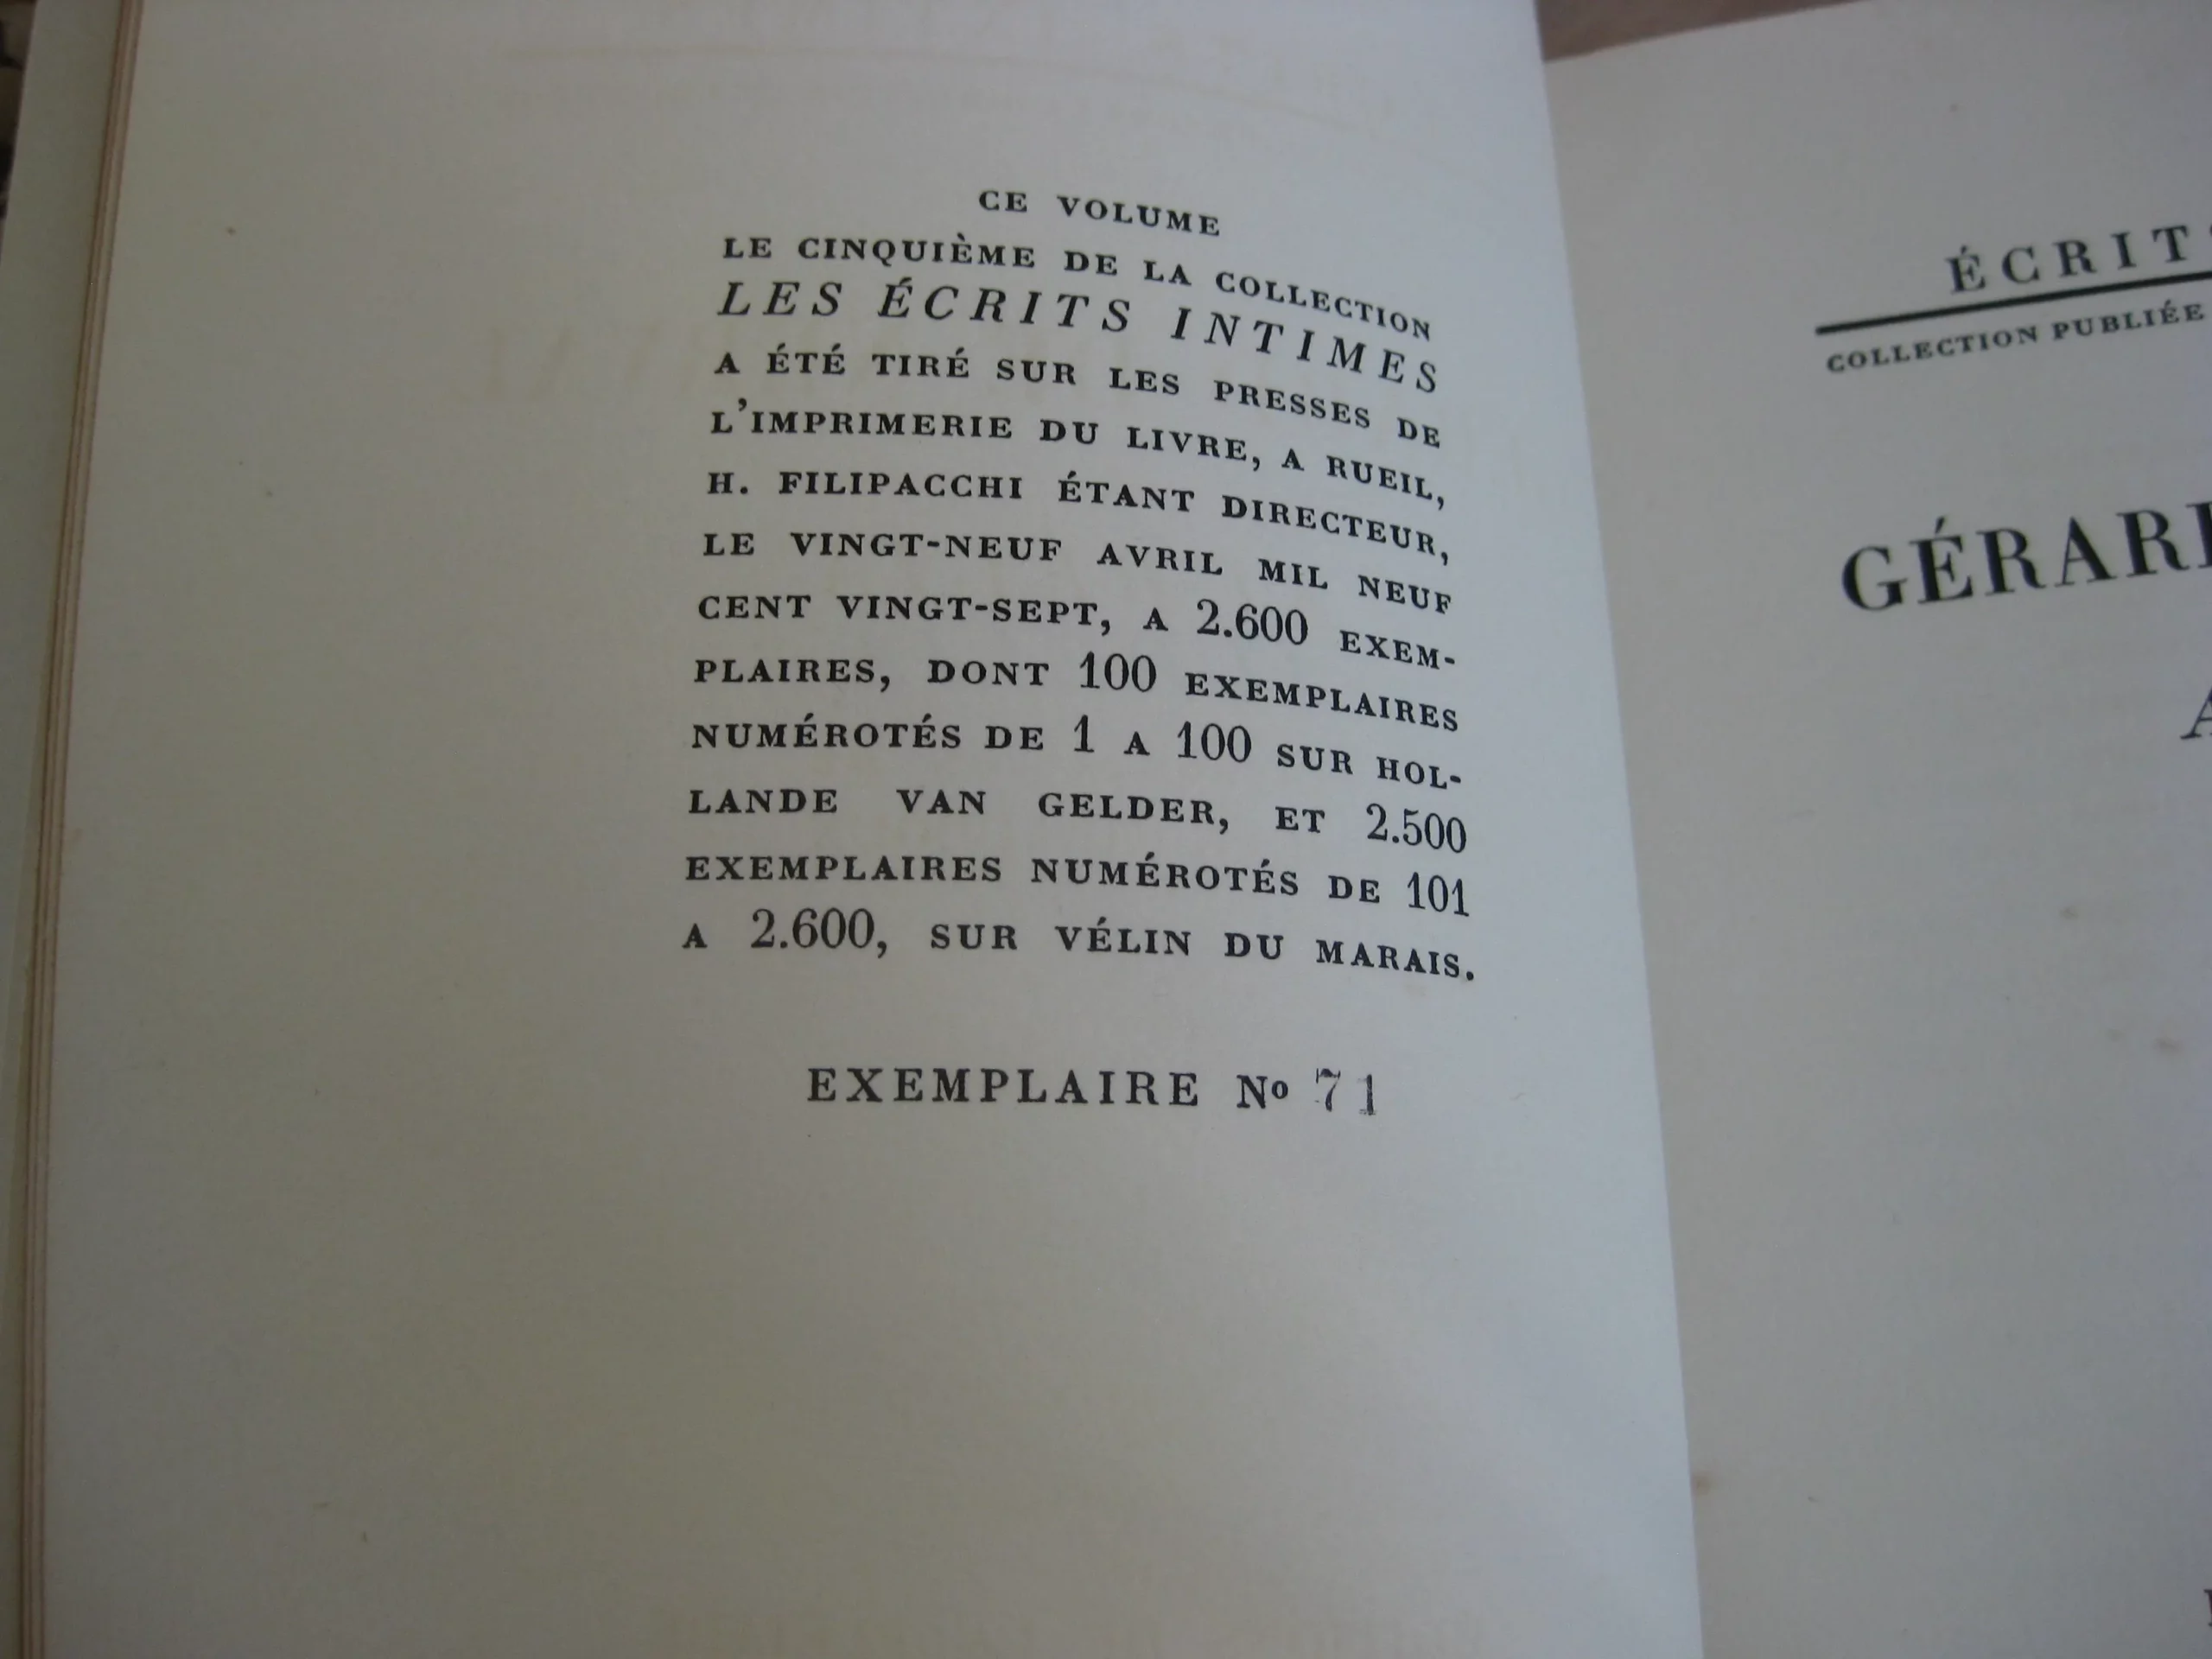 CE VOLUME
LE CINQUIÈME DE LA COLLECTION
LES ÉCRITS INTIMES
A ÉTÉ TIRÉ SUR LES PRESSES DE
L'IMPRIMERIE DU LIVRE, A RUEIL,
H. FILIPACCHI ÉTANT DIRECTEUR,
LE VINGT-NEUF AVRIL MIL NEUF
CENT VINGT-SEPT, A 2.600 EXEM-
PLAIRES, DONT 100 EXEMPLAIRES
NUMÉROTÉS DE 1 A 100 SUR HOL-
LANDE VAN GELDER, ET 2.500
EXEMPLAIRES NUMÉROTÉS DE 101
A 2.600, SUR VÉLIN DU MARAIS.
EXEMPLAIRE Nº 71
ÉCRIT
COLLECTION PUBLIÉE
GÉRAR